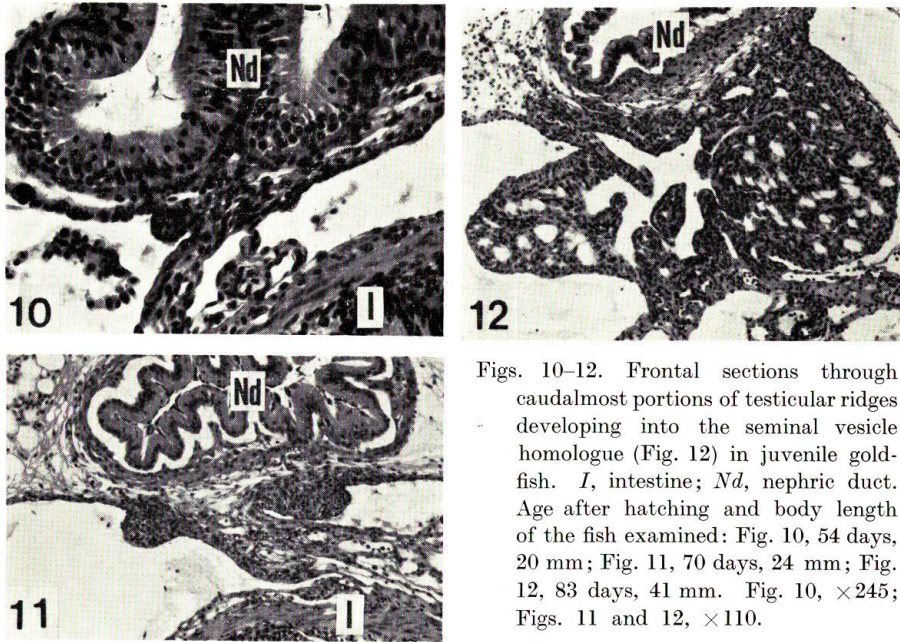 Nd
I
10
Nd
12
Nd
I
11
Figs. 10–12. Frontal sections through
caudalmost portions of testicular ridges
developing into the seminal vesicle
homologue (Fig. 12) in juvenile gold-
fish. I, intestine; Nd, nephric duct.
Age after hatching and body length
of the fish examined: Fig. 10, 54 days,
20 mm; Fig. 11, 70 days, 24 mm; Fig.
12, 83 days, 41 mm. Fig. 10, ×245;
Figs. 11 and 12, ×110.